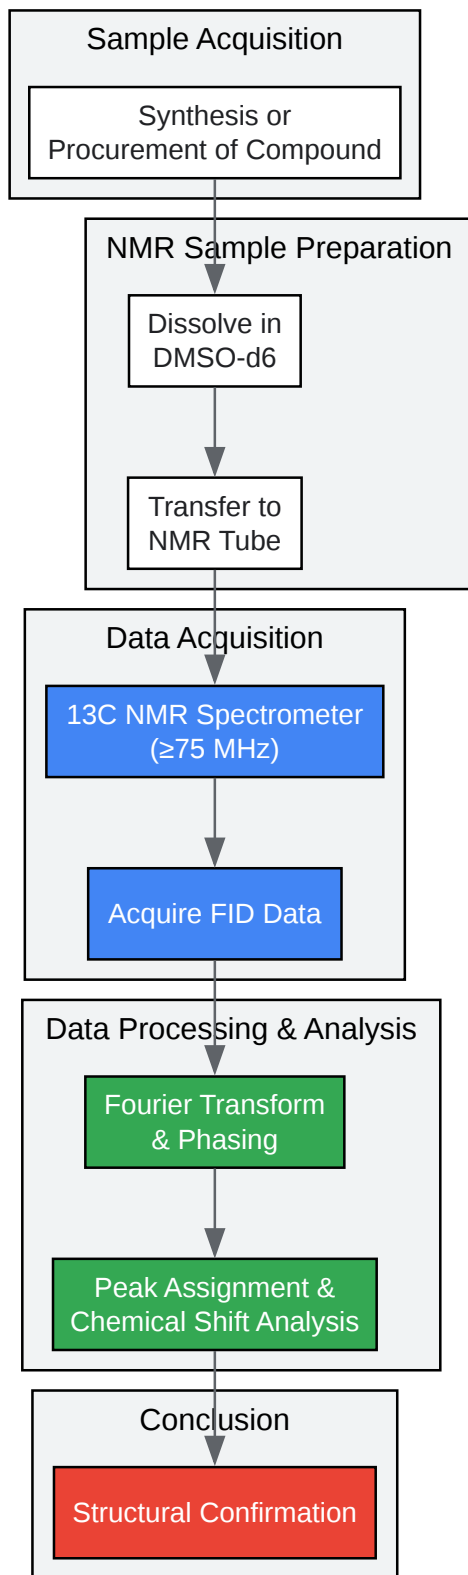 Sample Acquisition
Synthesis or
Procurement of Compound
NMR Sample Preparation
Dissolve in
DMSO-d6
Transfer to
NMR Tube
Data Acquisition
13C NMR Spectrometer
(≥75 MHz)
Acquire FID Data
Data Processing & Analysis
Fourier Transform
& Phasing
Peak Assignment &
Chemical Shift Analysis
Conclusion
Structural Confirmation